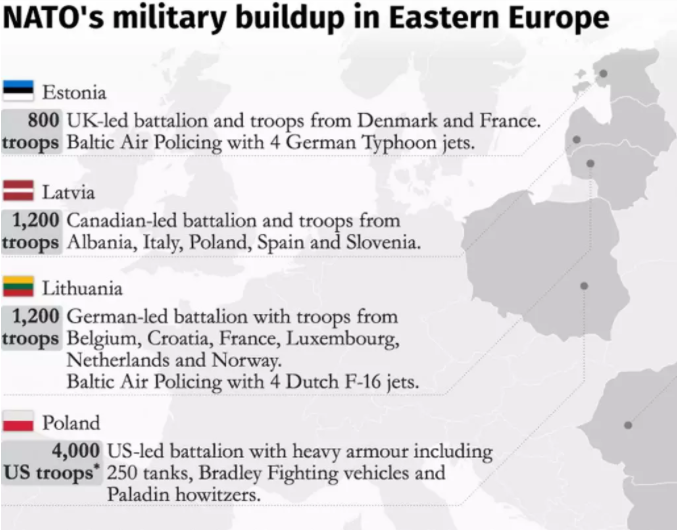 NATO's military buildup in Eastern Europe
Estonia
800 UK-led battalion and troops from Denmark and France.
troops Baltic Air Policing with 4 German Typhoon jets.
Latvia
1,200 Canadian-led battalion and troops from
troops Albania, Italy, Poland, Spain and Slovenia.
Lithuania
1,200 German-led battalion with troops from
troops Belgium, Croatia, France, Luxembourg,
Netherlands and Norway.
Baltic Air Policing with 4 Dutch F-16 jets.
Poland
4,000 US-led battalion with heavy armour including
US troops* 250 tanks, Bradley Fighting vehicles and
Paladin howitzers.